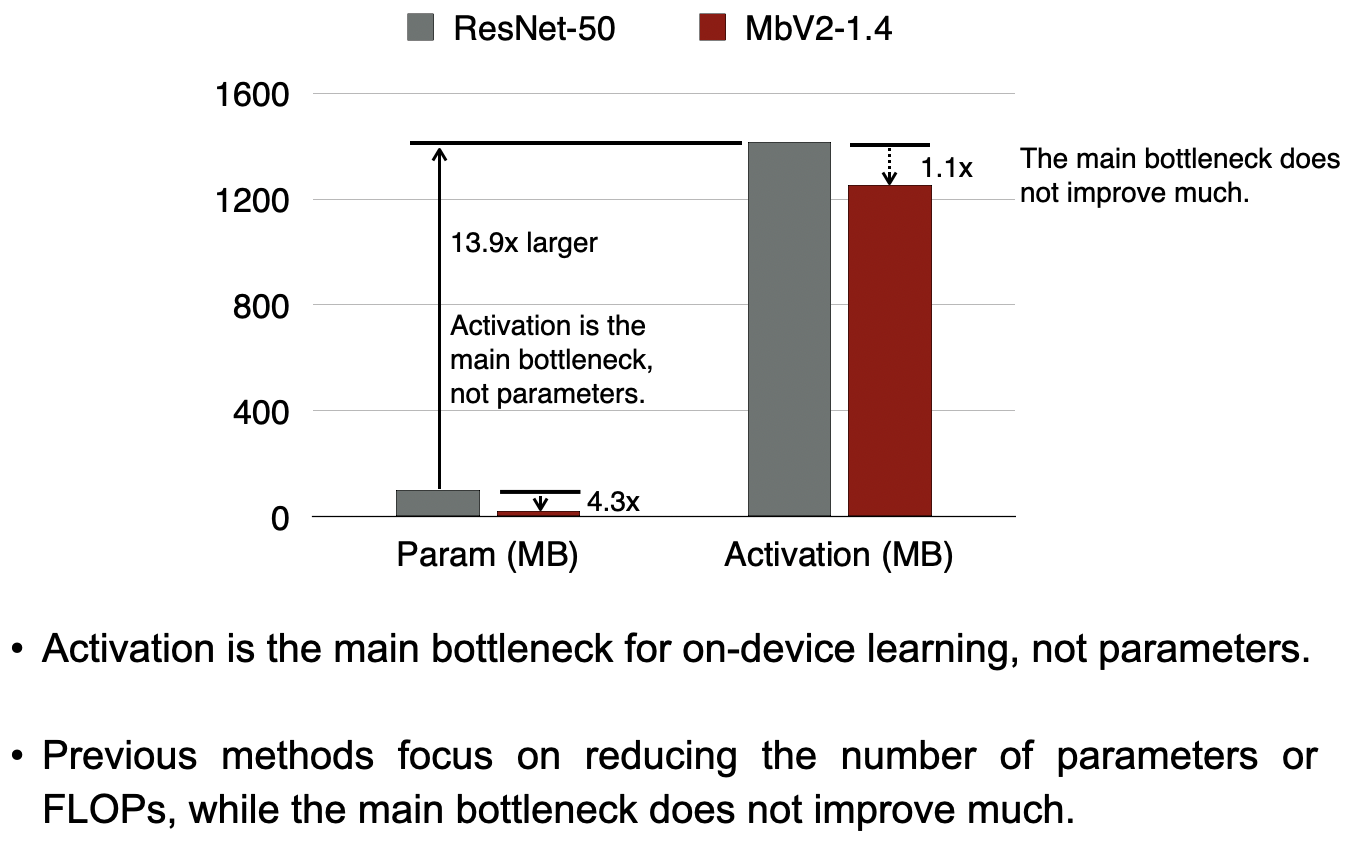 ResNet-50 MbV2-1.4
1600
1200
800
400
0
13.9x larger
Activation is the
main bottleneck,
not parameters.
4.3x
1.1x
The main bottleneck does
not improve much.
Param (MB) Activation (MB)
• Activation is the main bottleneck for on-device learning, not parameters.
• Previous methods focus on reducing the number of parameters or
FLOPs, while the main bottleneck does not improve much.